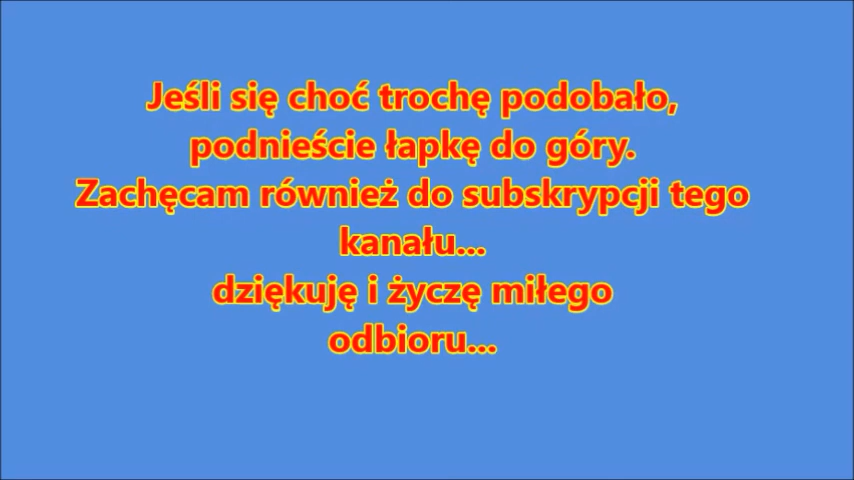 Jeśli się choć trochę podobało,
podnieście łapkę do góry.
Zachęcam również do subskrypcji tego
kanału...
dziękuję i życzę miłego
odbioru...